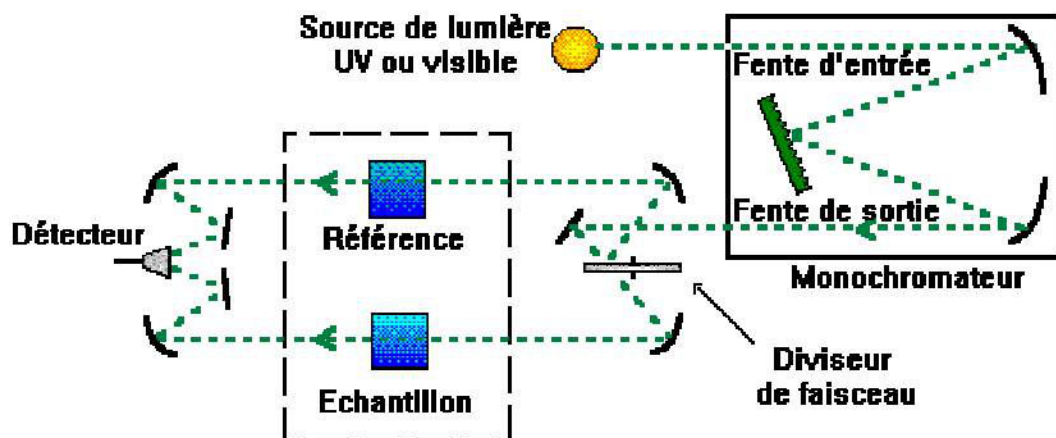 Source de lumière
UV ou visible
Fente d'entrée
Fente de sortie
Monochromateur
Référence
Détecteur
Echantillon
Diviseur
de faisceau